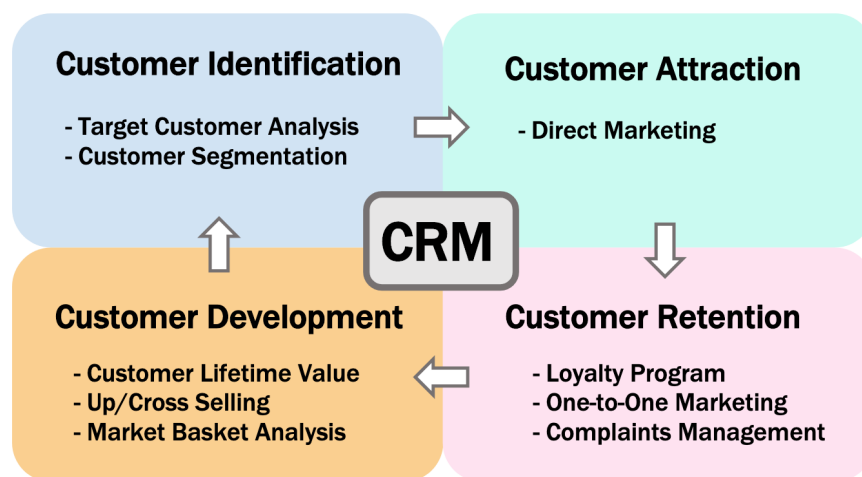 Customer Identification
- Target Customer Analysis
- Customer Segmentation
Customer Attraction
- Direct Marketing
CRM
Customer Development
- Customer Lifetime Value
- Up/Cross Selling
- Market Basket Analysis
Customer Retention
- Loyalty Program
- One-to-One Marketing
- Complaints Management